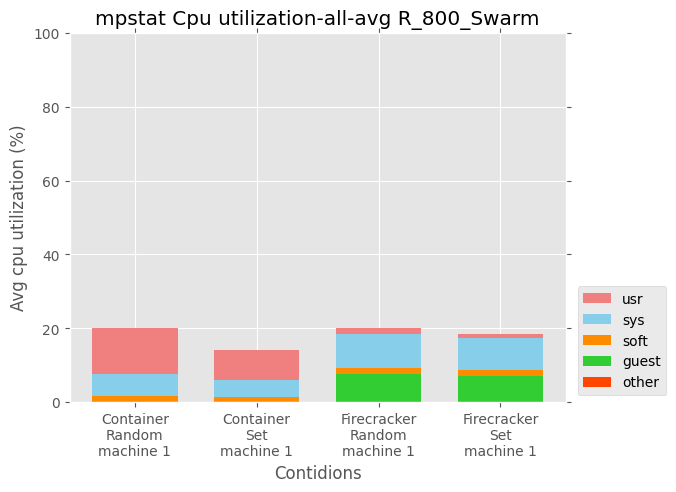 mpstat Cpu utilization-all-avg R_800_Swarm
Avg cpu utilization (%)
100
80
60
40
20
0
Container
Random
machine 1
Container
Set
machine 1
Firecracker
Random
machine 1
Firecracker
Set
machine 1
Contidions
usr
sys
soft
guest
other